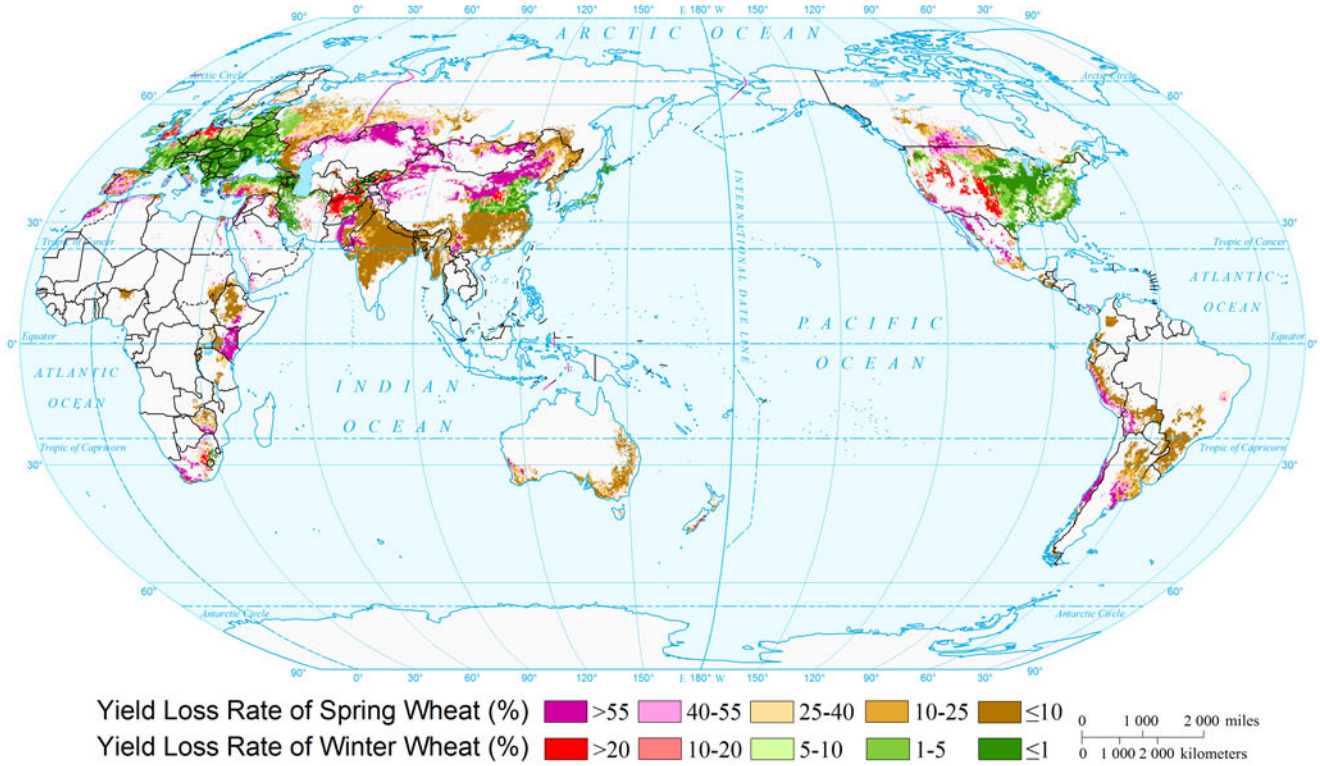 90° 60° 30° 0° 30° 60° 90° 120° 150° E 180° W 150° 120° 90° 60° 30° 90°
ARCTIC OCEAN
Arctic Circle Arctic Circle
60° 60°
30° 30°
Tropic of Cancer Tropic of Cancer
INTERNATIONAL DATE LINE
ATLANTIC
OCEAN
PACIFIC
OCEAN
Equator Equator
0° 0° 0°
ATLANTIC
OCEAN
INDIAN
OCEAN
Tropic of Capricorn Tropic of Capricorn
30° 30°
60° 60°
Antarctic Circle Antarctic Circle
90° 30° 0° 30° 60° 90° 120° 150° E 180° W 150° 120° 90° 60° 30° 90°
Yield Loss Rate of Spring Wheat (%) >55 40-55 25-40 10-25 ≤10
Yield Loss Rate of Winter Wheat (%) >20 10-20 5-10 1-5 ≤1
0 1 000 2 000 miles
0 1 000 2 000 kilometers